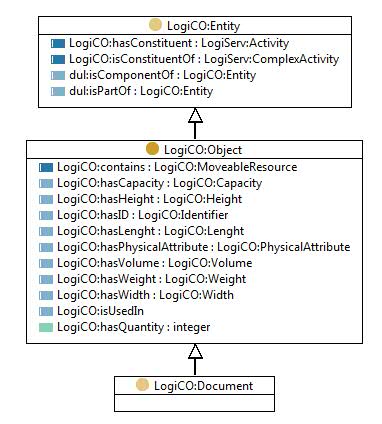 LogiCO:Entity
LogiCO:hasConstituent : LogiServ:Activity
LogiCO:isConstituentOf : LogiServ:ComplexActivity
dul:isComponentOf : LogiCO:Entity
dul:isPartOf : LogiCO:Entity
LogiCO:Object
LogiCO:contains : LogiCO:MoveableResource
LogiCO:hasCapacity : LogiCO:Capacity
LogiCO:hasHeight : LogiCO:Height
LogiCO:hasID : LogiCO:Identifier
LogiCO:hasLenght : LogiCO:Lenght
LogiCO:hasPhysicalAttribute : LogiCO:PhysicalAttribute
LogiCO:hasVolume : LogiCO:Volume
LogiCO:hasWeight : LogiCO:Weight
LogiCO:hasWidth : LogiCO:Width
LogiCO:isUsedIn
LogiCO:hasQuantity : integer
LogiCO:Document